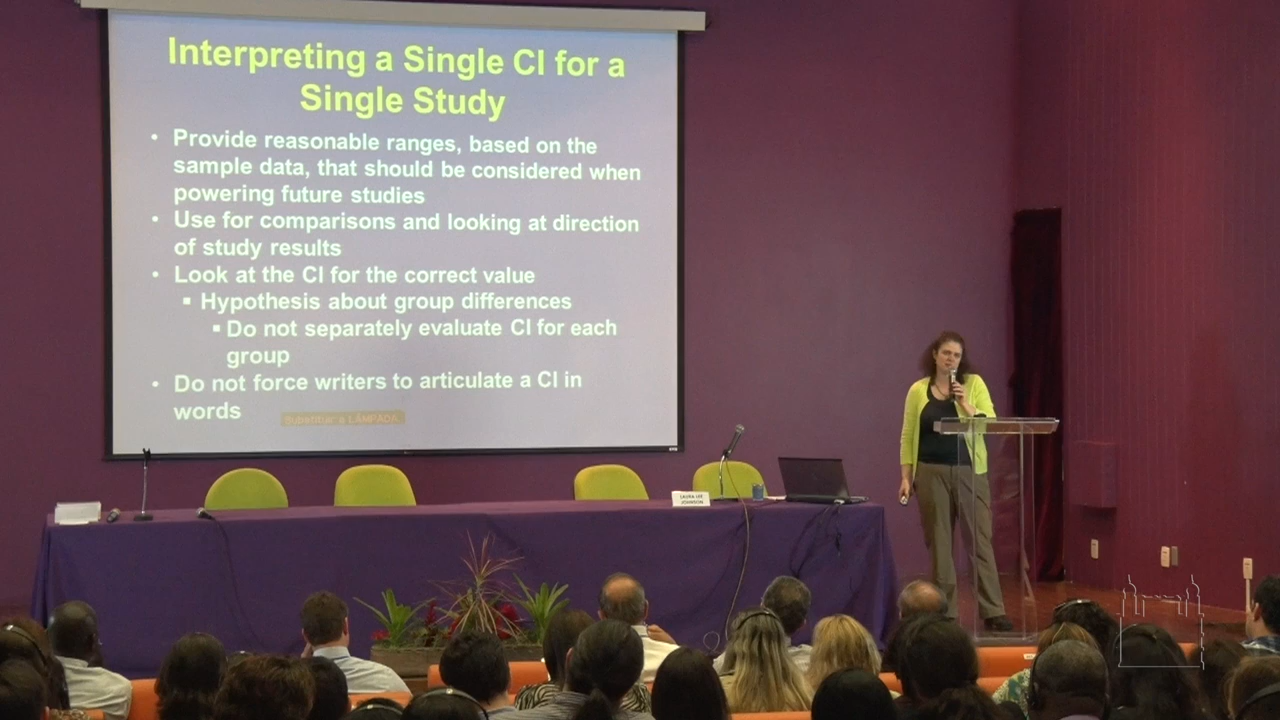 Interpreting a Single CI for a
Single Study
• Provide reasonable ranges, based on the
sample data, that should be considered when
powering future studies
• Use for comparisons and looking at direction
of study results
• Look at the CI for the correct value
▪ Hypothesis about group differences
▪ Do not separately evaluate CI for each
group
• Do not force writers to articulate a CI in
words
Substituir a LÂMPADA
LAURA LEE
JOHNSON